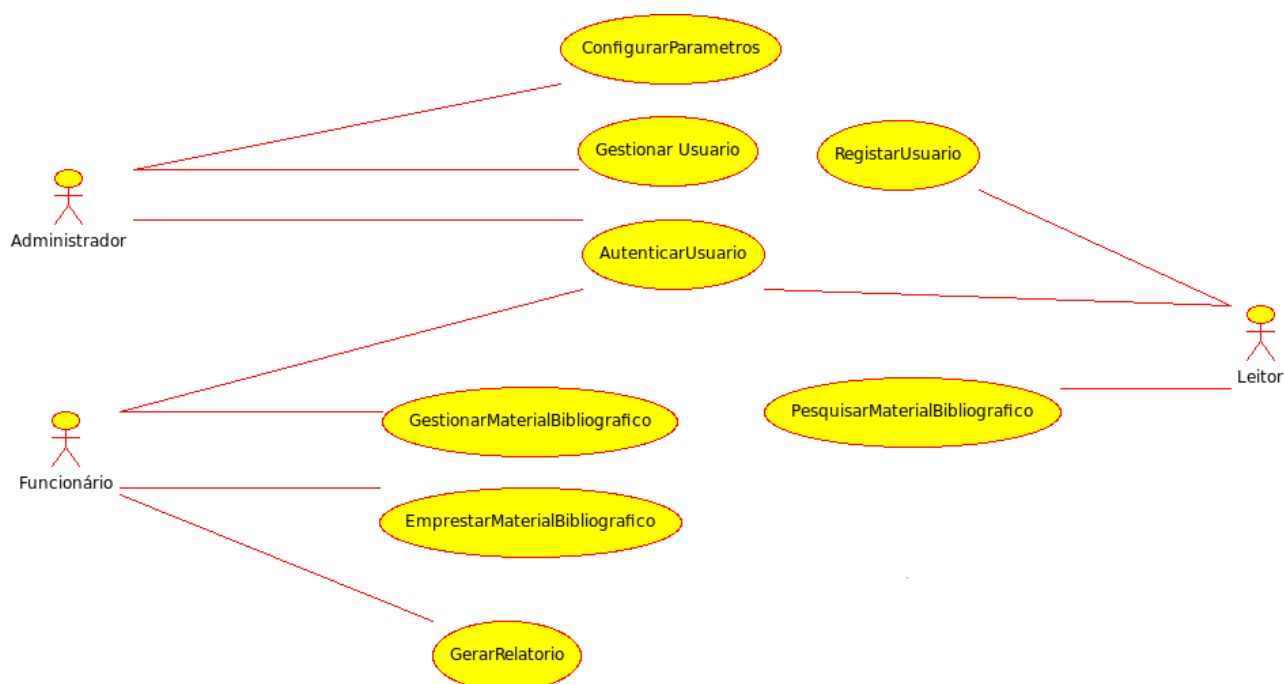 ConfigurarParametros
Gestionar Usuario
RegistarUsuario
Administrador
AutenticarUsuario
Leitor
GestionarMaterialBibliografico
PesquisarMaterialBibliografico
Funcionário
EmprestarMaterialBibliografico
GerarRelatorio